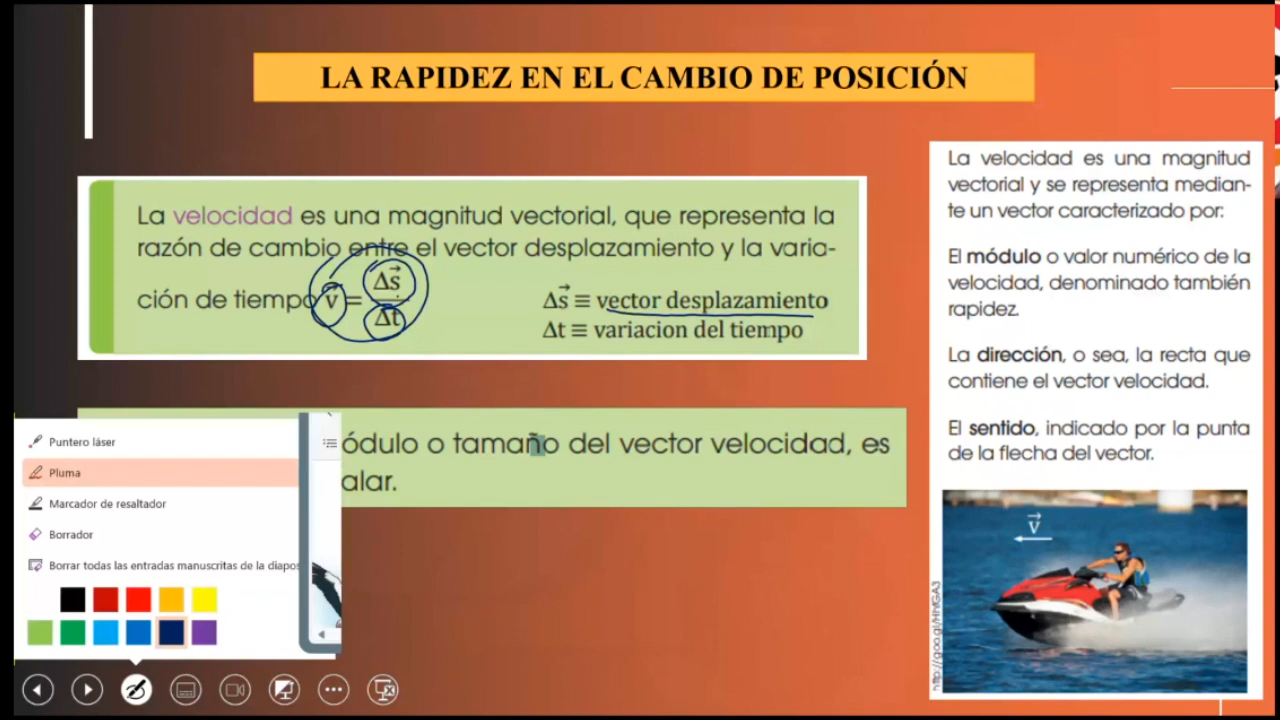 LA RAPIDEZ EN EL CAMBIO DE POSICIÓN
La velocidad es una magnitud vectorial, que representa la
razón de cambio entre el vector desplazamiento y la varia-
ción de tiempo v⃗ = Δs⃗ / Δt
Δs⃗ ≡ vector desplazamiento
Δt ≡ variacion del tiempo
ódulo o tamaño del vector velocidad, es
alar.
La velocidad es una magnitud
vectorial y se representa median-
te un vector caracterizado por:
El módulo o valor numérico de la
velocidad, denominado también
rapidez.
La dirección, o sea, la recta que
contiene el vector velocidad.
El sentido, indicado por la punta
de la flecha del vector.
v⃗
Puntero láser
Pluma
Marcador de resaltador
Borrador
Borrar todas las entradas manuscritas de la diapos